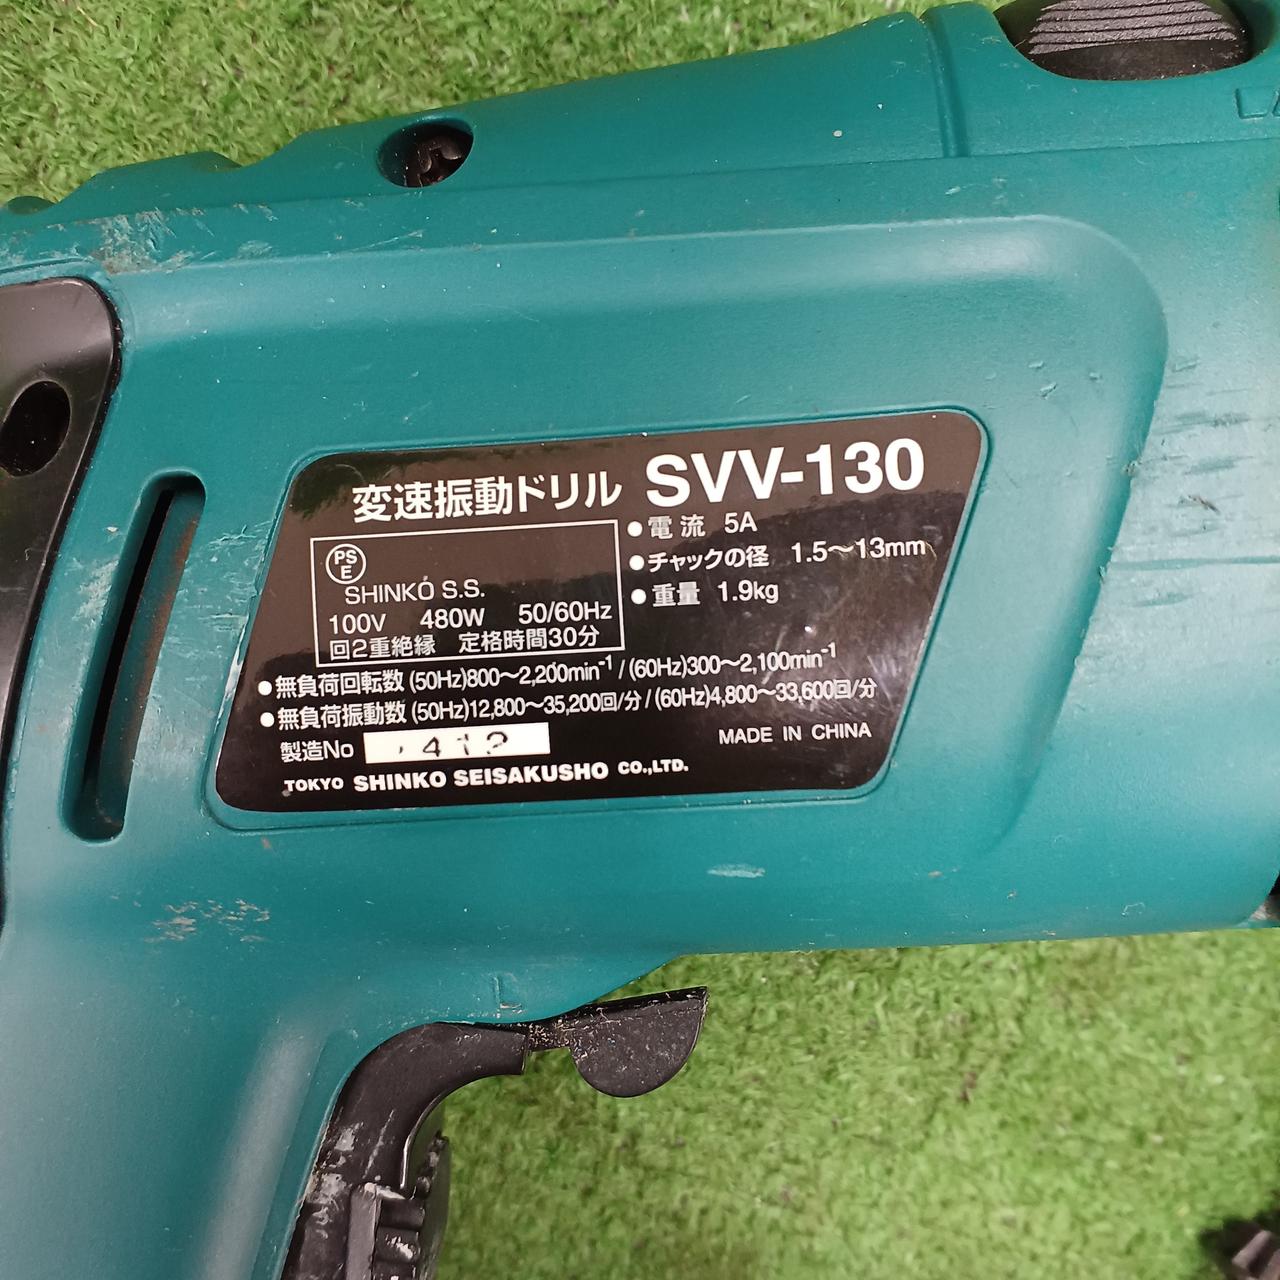 変速振動ドリル SVV-130
PS
E
SHINKO S.S.
100V 480W 50/60Hz
回2重絶縁 定格時間30分
●電流 5A
●チャックの径 1.5～13mm
●重量 1.9kg
●無負荷回転数 (50Hz)800～2,200min⁻¹ / (60Hz)300～2,100min⁻¹
●無負荷振動数 (50Hz)12,800～35,200回/分 / (60Hz)4,800～33,600回/分
製造No 412
MADE IN CHINA
TOKYO SHINKO SEISAKUSHO CO.,LTD.
L